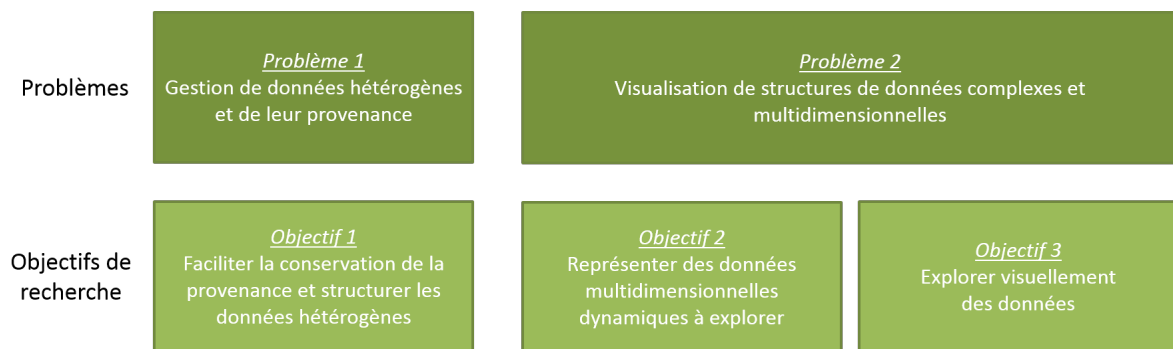 Problèmes
Problème 1
Gestion de données hétérogènes
et de leur provenance
Problème 2
Visualisation de structures de données complexes et
multidimensionnelles
Objectifs de
recherche
Objectif 1
Faciliter la conservation de la
provenance et structurer les
données hétérogènes
Objectif 2
Représenter des données
multidimensionnelles
dynamiques à explorer
Objectif 3
Explorer visuellement
des données